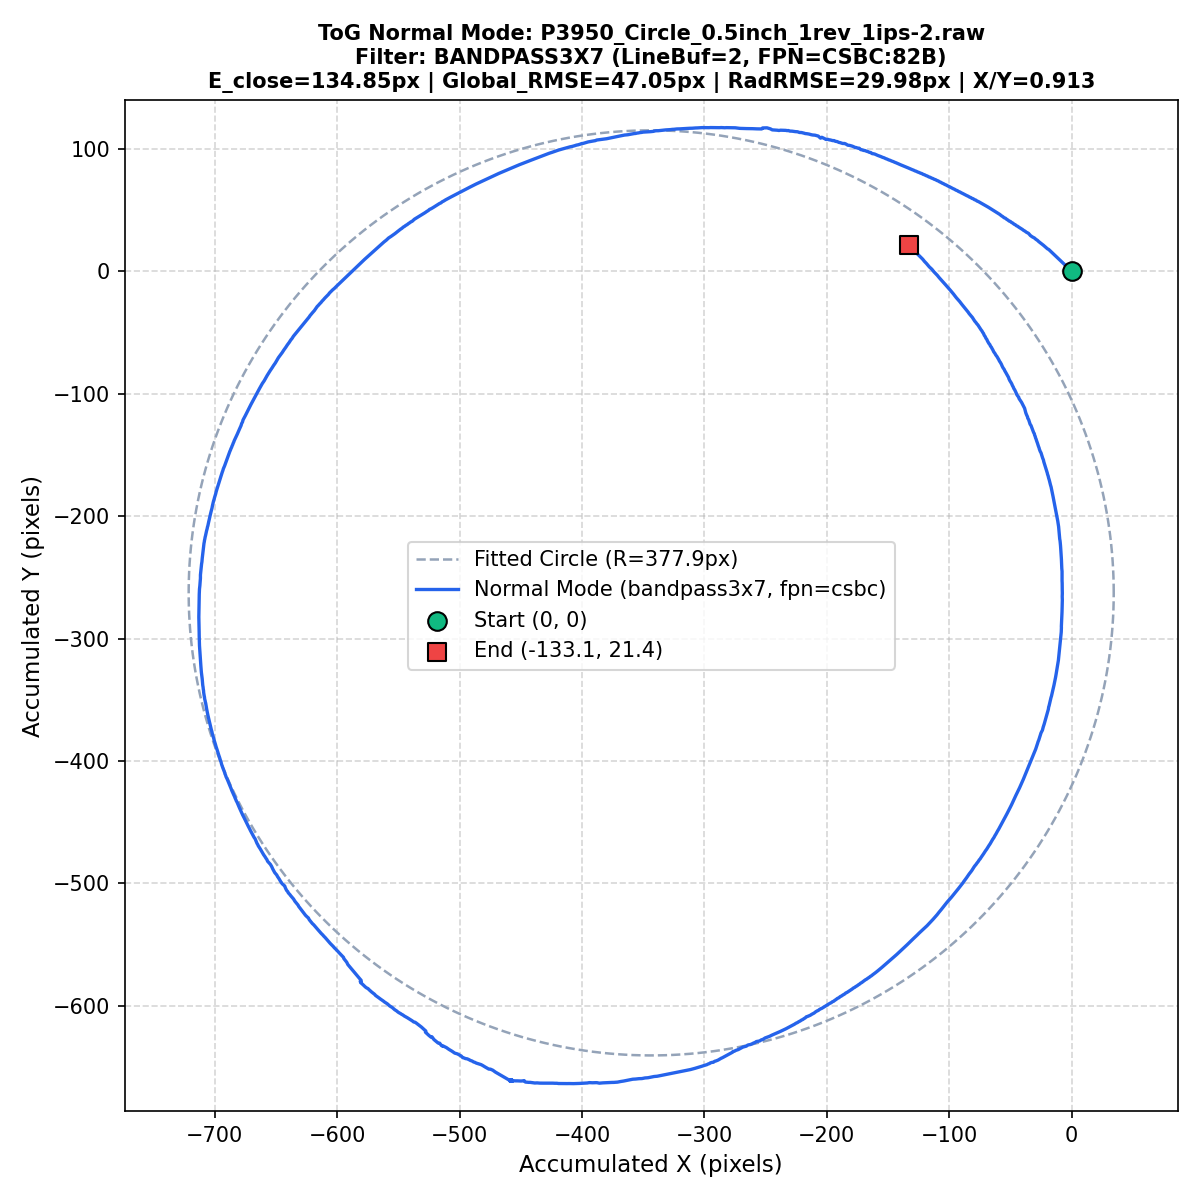 ToG Normal Mode: P3950_Circle_0.5inch_1rev_1ips-2.raw
Filter: BANDPASS3X7 (LineBuf=2, FPN=CSBC:82B)
E_close=134.85px | Global_RMSE=47.05px | RadRMSE=29.98px | X/Y=0.913
Accumulated Y (pixels)
100
0
−100
−200
−300
−400
−500
−600
Fitted Circle (R=377.9px)
Normal Mode (bandpass3x7, fpn=csbc)
Start (0, 0)
End (-133.1, 21.4)
−700
−600
−500
−400
−300
−200
−100
0
Accumulated X (pixels)